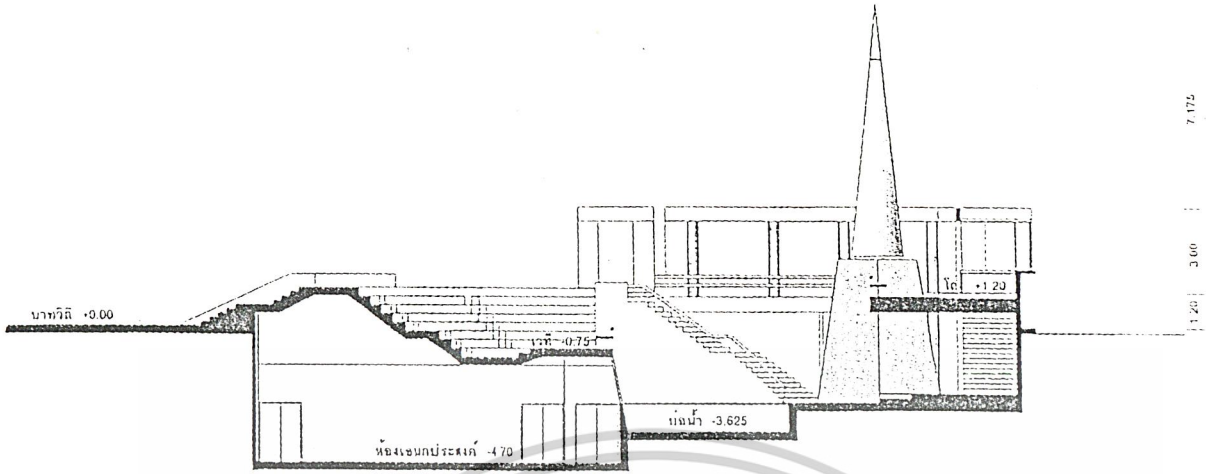 7.175
3.00
โถง +1.20
1.20
บาทวิถี +0.00
เวที -0.75
บ่อน้ำ -3.625
ห้องเอนกประสงค์ -4.70